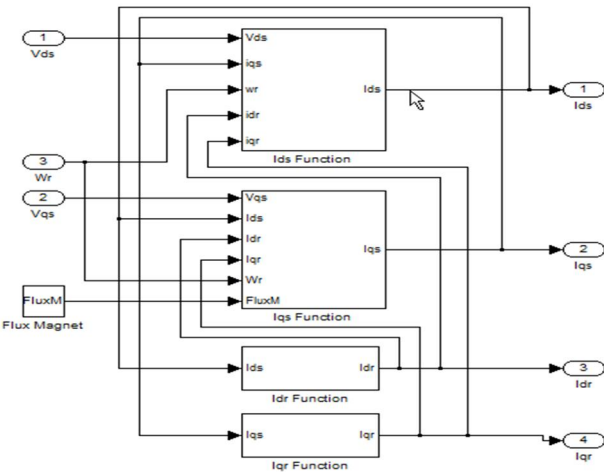 1
Vds
Vds
iqs
wr
idr
iqr
Ids
Ids Function
1
Ids
3
Wr
2
Vqs
Vqs
Ids
Idr
Iqr
Wr
FluxM
Iqs
Iqs Function
2
Iqs
FluxM
Flux Magnet
Ids
Idr
Idr Function
3
Idr
Iqs
Iqr
Iqr Function
4
Iqr